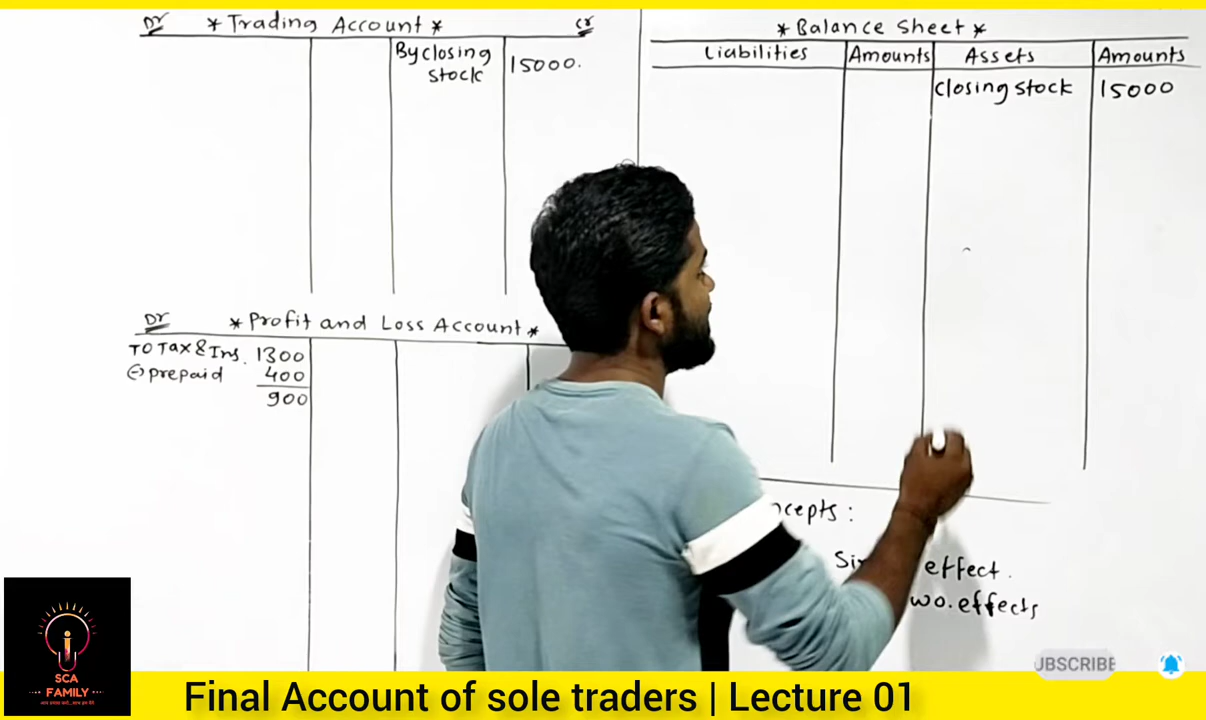 Dr * Trading Account * cr
By closing
stock 15000.
* Balance sheet *
Liabilities Amounts Assets Amounts
closing stock 15000
Dr * Profit and Loss Account *
To Tax & Ins. 1300
(-) prepaid 400
900
effect.
effects
SCA
FAMILY
UBSCRIBE
Final Account of sole traders | Lecture 01